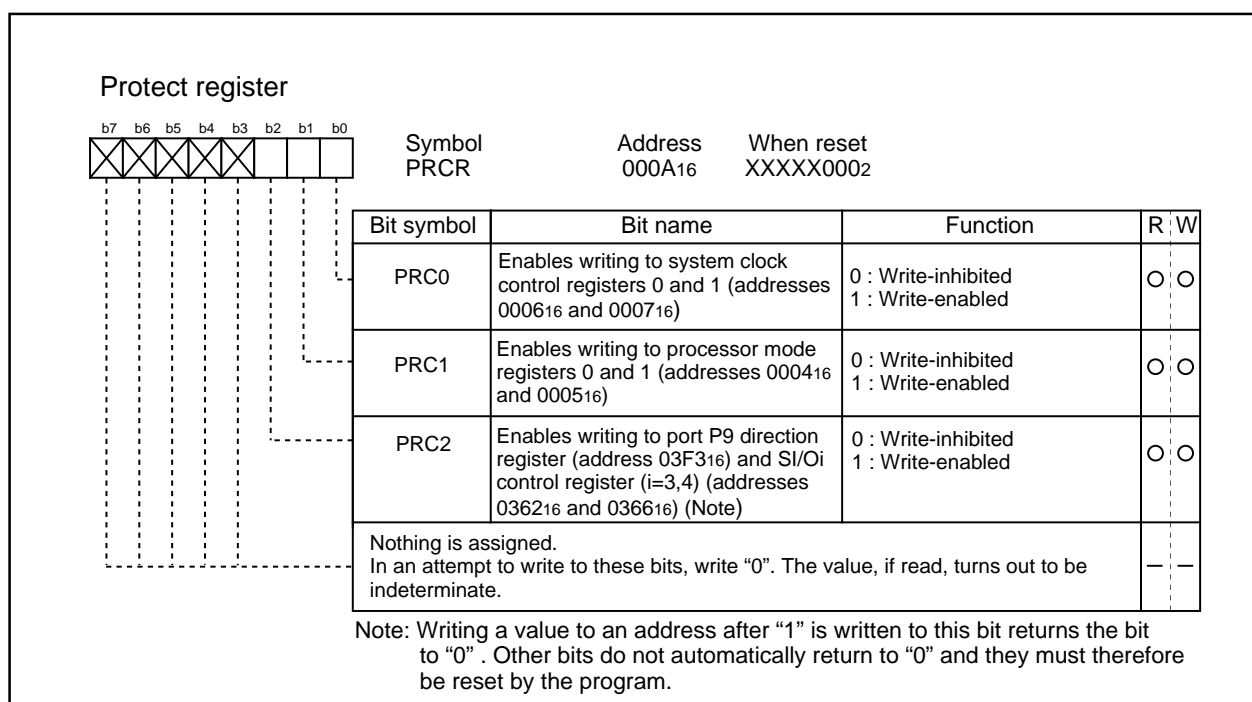 Protect register
b7 b6 b5 b4 b3 b2 b1 b0
Symbol Address When reset
PRCR 000A16 XXXXX0002
Bit symbol Bit name Function R W
PRC0
Enables writing to system clock
control registers 0 and 1 (addresses
000616 and 000716)
0 : Write-inhibited
1 : Write-enabled
PRC1
Enables writing to processor mode
registers 0 and 1 (addresses 000416
and 000516)
0 : Write-inhibited
1 : Write-enabled
PRC2
Enables writing to port P9 direction
register (address 03F316) and SI/Oi
control register (i=3,4) (addresses
036216 and 036616) (Note)
0 : Write-inhibited
1 : Write-enabled
Nothing is assigned.
In an attempt to write to these bits, write “0”. The value, if read, turns out to be
indeterminate.
Note: Writing a value to an address after “1” is written to this bit returns the bit
to “0” . Other bits do not automatically return to “0” and they must therefore
be reset by the program.